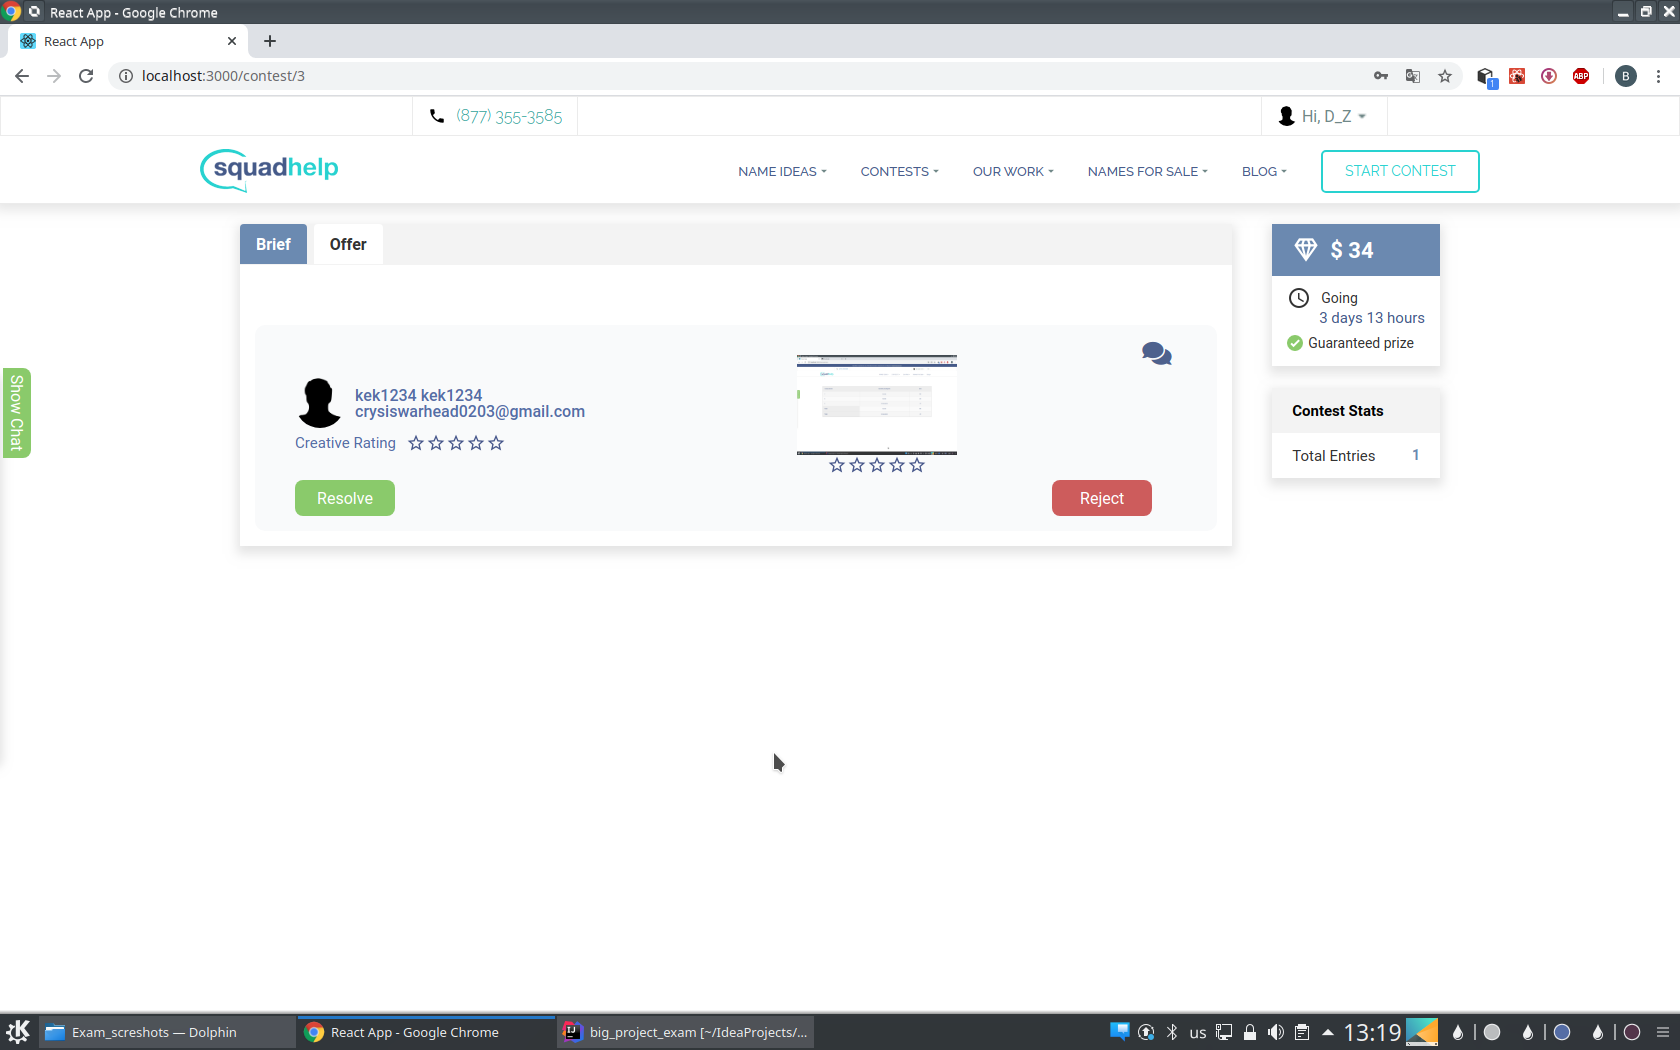 React App - Google Chrome
React App
localhost:3000/contest/3
1
ABP
B
(877) 355-3585
Hi, D_Z
squadhelp
NAME IDEAS
CONTESTS
OUR WORK
NAMES FOR SALE
BLOG
START CONTEST
Brief
Offer
$ 34
Going
3 days 13 hours
Guaranteed prize
Show Chat
kek1234 kek1234
crysiswarhead0203@gmail.com
Creative Rating
Resolve
Reject
Contest Stats
Total Entries 1
Exam_screshots — Dolphin
React App - Google Chrome
big_project_exam [~/IdeaProjects/...
us
13:19